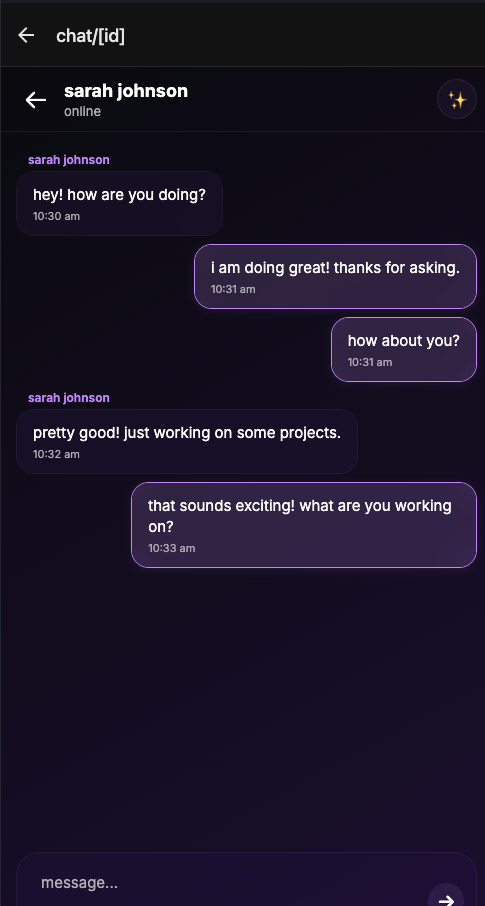 chat/[id]
sarah johnson
online
sarah johnson
hey! how are you doing?
10:30 am
i am doing great! thanks for asking.
10:31 am
how about you?
10:31 am
sarah johnson
pretty good! just working on some projects.
10:32 am
that sounds exciting! what are you working
on?
10:33 am
message...